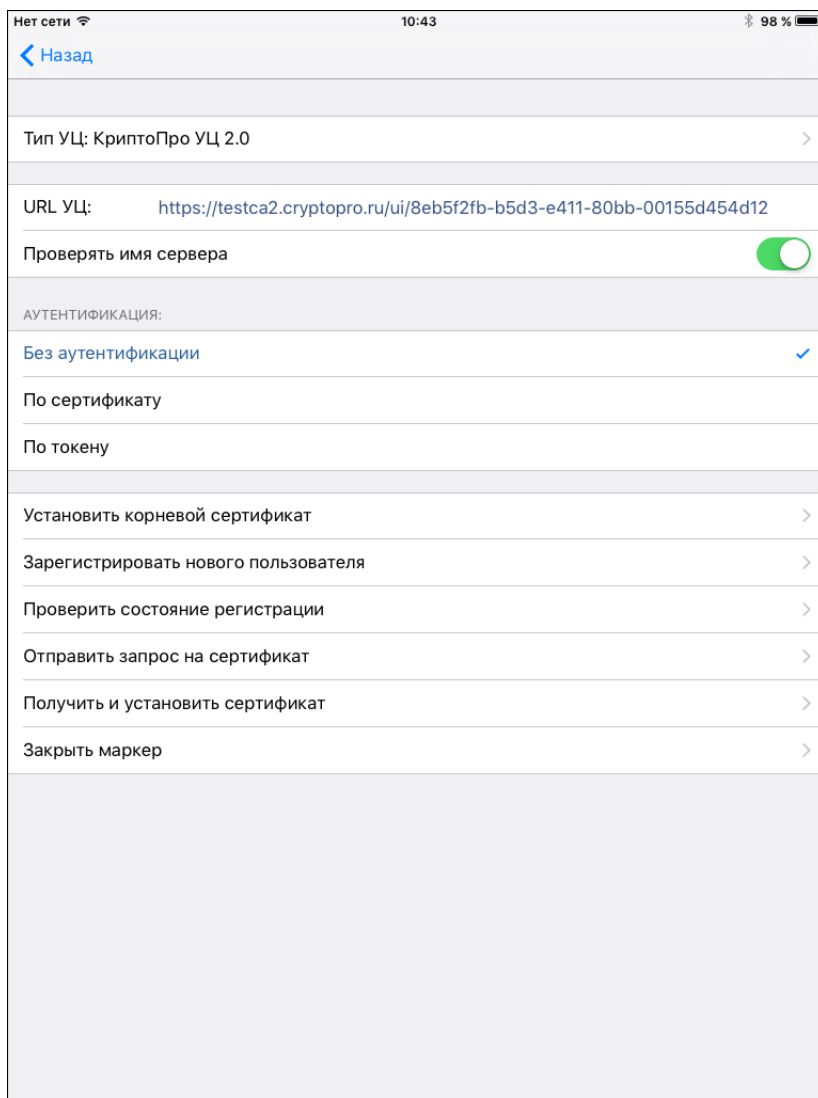 Нет сети 10:43 98 %
Назад
Тип УЦ: КриптоПро УЦ 2.0
URL УЦ: https://testca2.cryptopro.ru/ui/8eb5f2fb-b5d3-e411-80bb-00155d454d12
Проверять имя сервера
АУТЕНТИФИКАЦИЯ:
Без аутентификации
По сертификату
По токену
Установить корневой сертификат
Зарегистрировать нового пользователя
Проверить состояние регистрации
Отправить запрос на сертификат
Получить и установить сертификат
Закрыть маркер